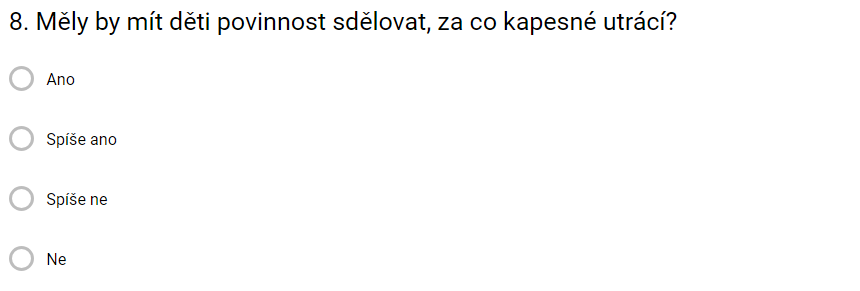 8. Měly by mít děti povinnost sdělovat, za co kapesné utrácí?
Ano
Spíše ano
Spíše ne
Ne